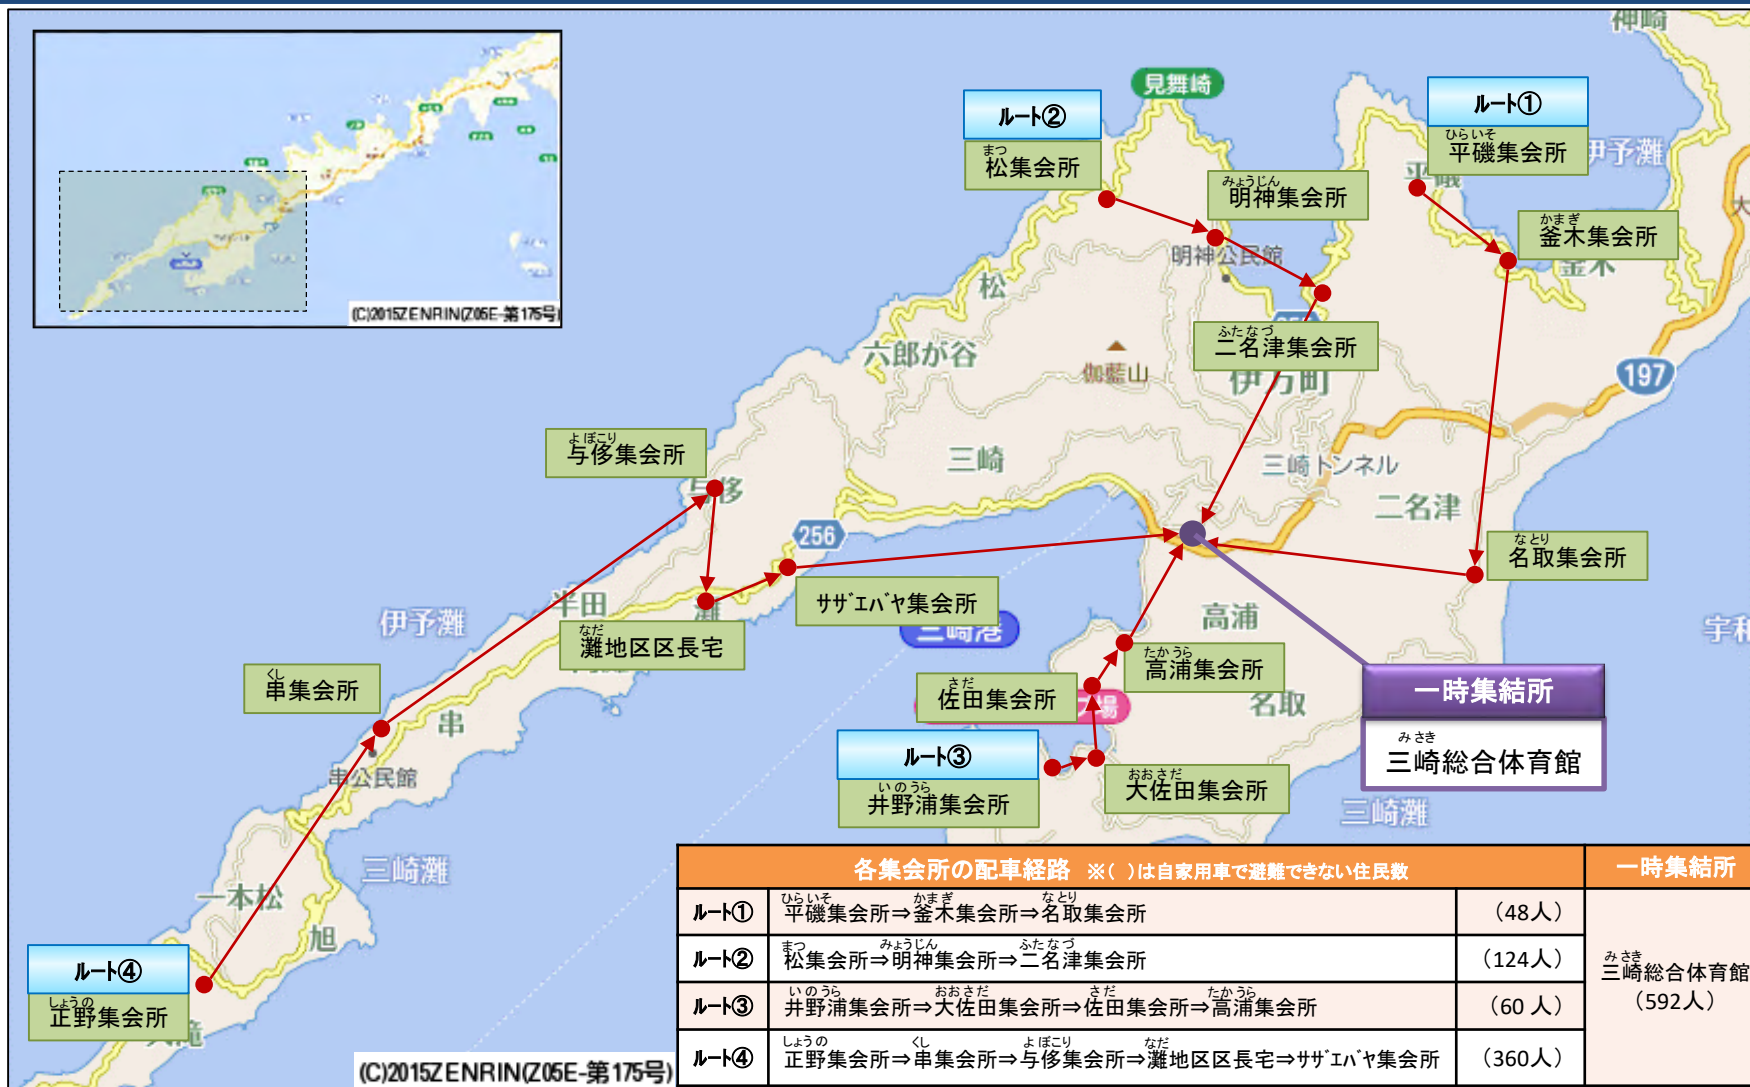 神崎
見舞崎
ルート②
まつ
松集会所
ルート①
ひらいそ
平磯集会所
伊予灘
平磯
みょうじん
明神集会所
明神公民館
かまぎ
釜木集会所
釜木
松
ふたなづ
二名津集会所
伊方町
六郎が谷
伽藍山
197
(C)2015ZENRIN(Z05E-第175号)
よぼこり
与侈集会所
与侈
三崎
三崎トンネル
二名津
256
なとり
名取集会所
サザエバヤ集会所
半田
灘
なだ
灘地区区長宅
伊予灘
三崎港
高浦
たかうら
高浦集会所
くし
串集会所
串
串公民館
さだ
佐田集会所
名取
一時集結所
みさき
三崎総合体育館
ルート③
いのうら
井野浦集会所
おおさだ
大佐田集会所
三崎灘
三崎灘
一本松
旭
ルート④
しょうの
正野集会所
(C)2015ZENRIN(Z05E-第175号)
各集会所の配車経路 ※( )は自家用車で避難できない住民数
一時集結所
ひらいそ かまぎ なとり
ルート① 平磯集会所⇒釜木集会所⇒名取集会所 (48人)
まつ みょうじん ふたなづ
ルート② 松集会所⇒明神集会所⇒二名津集会所 (124人)
いのうら おおさだ さだ たかうら
ルート③ 井野浦集会所⇒大佐田集会所⇒佐田集会所⇒高浦集会所 (60 人)
しょうの くし よぼこり なだ
ルート④ 正野集会所⇒串集会所⇒与侈集会所⇒灘地区区長宅⇒サザエバヤ集会所 (360人)
みさき
三崎総合体育館
(592人)